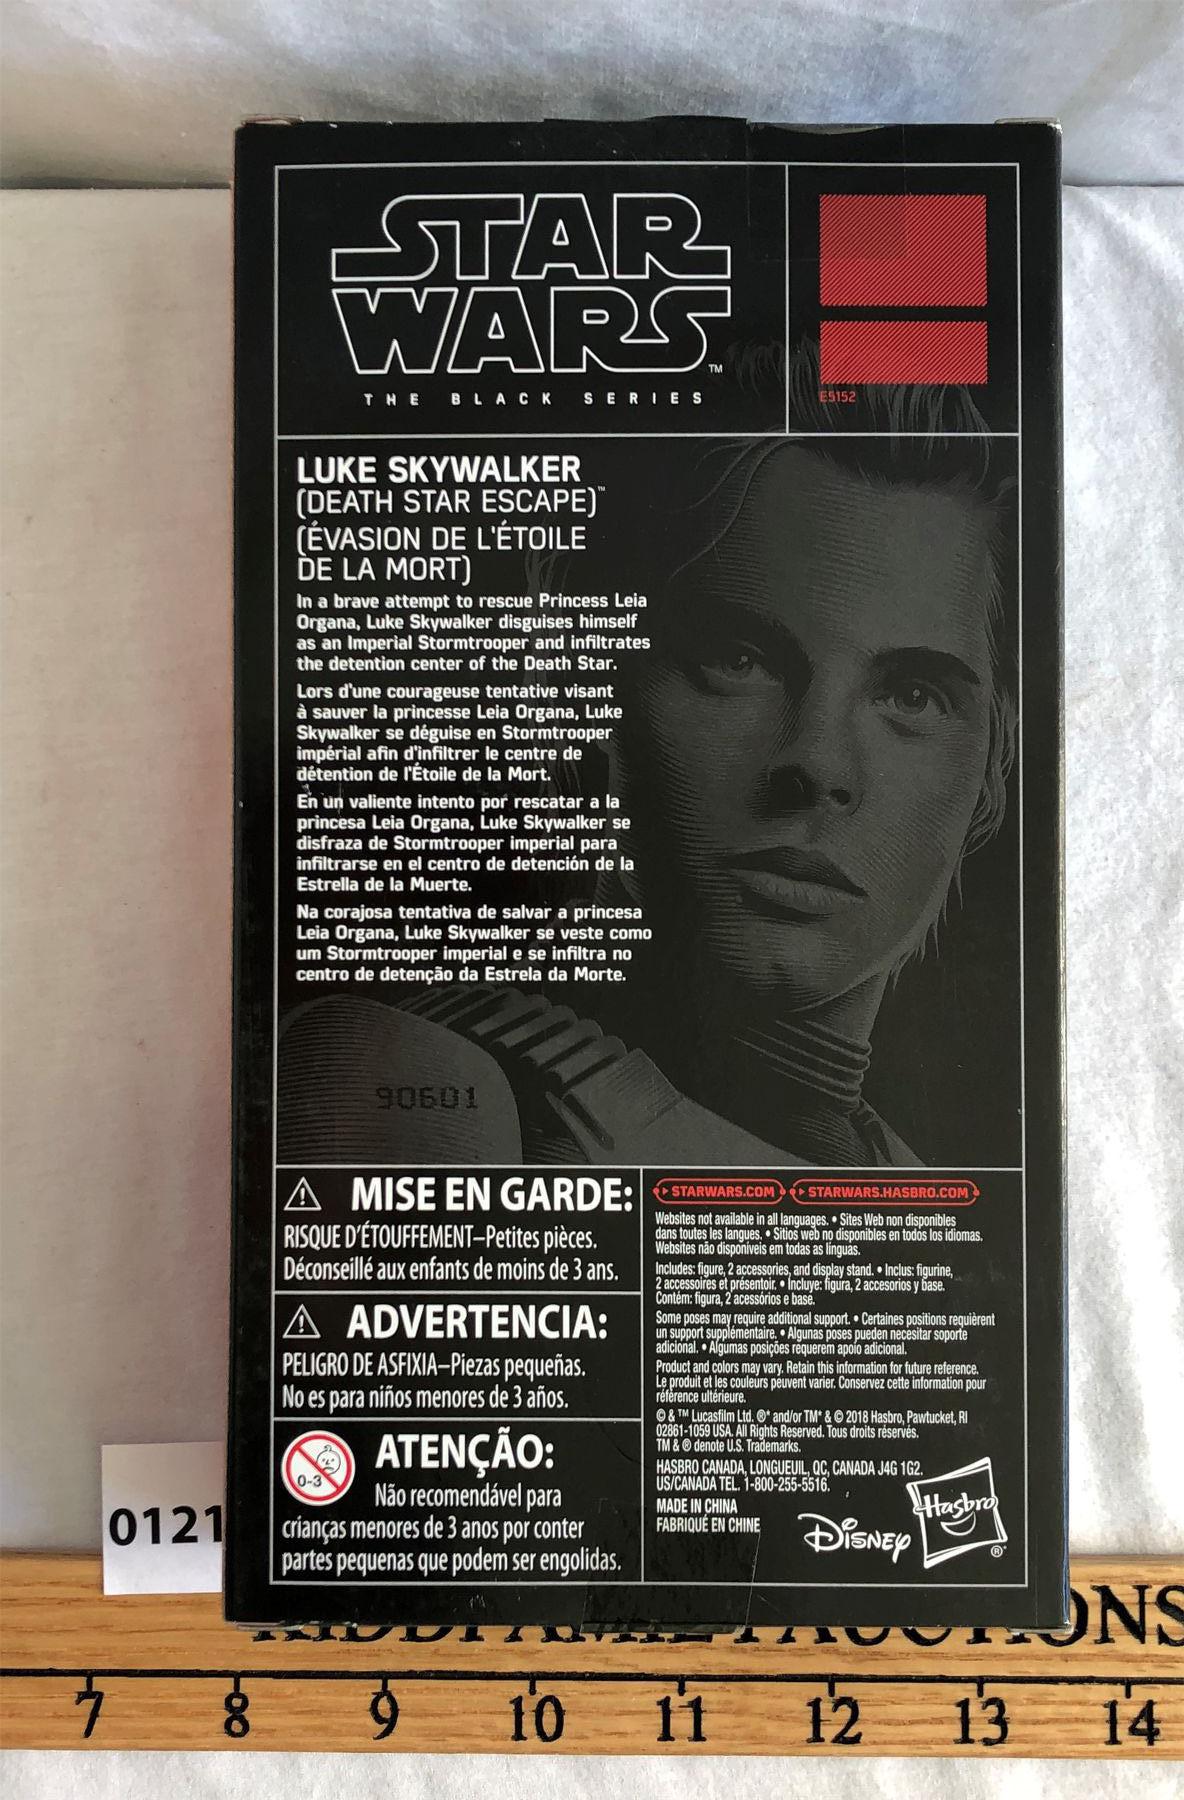 STAR
WARS™
THE BLACK SERIES
E5152
LUKE SKYWALKER
(DEATH STAR ESCAPE)™
(ÉVASION DE L'ÉTOILE
DE LA MORT)
In a brave attempt to rescue Princess Leia
Organa, Luke Skywalker disguises himself
as an Imperial Stormtrooper and infiltrates
the detention center of the Death Star.
Lors d'une courageuse tentative visant
à sauver la princesse Leia Organa, Luke
Skywalker se déguise en Stormtrooper
impérial afin d'infiltrer le centre de
détention de l'Étoile de la Mort.
En un valiente intento por rescatar a la
princesa Leia Organa, Luke Skywalker se
disfraza de Stormtrooper imperial para
infiltrarse en el centro de detención de la
Estrella de la Muerte.
Na corajosa tentativa de salvar a princesa
Leia Organa, Luke Skywalker se veste como
um Stormtrooper imperial e se infiltra no
centro de detenção da Estrela da Morte.
90601
MISE EN GARDE:
RISQUE D'ÉTOUFFEMENT–Petites pièces.
Déconseillé aux enfants de moins de 3 ans.
ADVERTENCIA:
PELIGRO DE ASFIXIA–Piezas pequeñas.
No es para niños menores de 3 años.
0-3
ATENÇÃO:
Não recomendável para
crianças menores de 3 anos por conter
partes pequenas que podem ser engolidas.
STARWARS.COM STARWARS.HASBRO.COM
Websites not available in all languages. • Sites Web non disponibles
dans toutes les langues. • Sitios web no disponibles en todos los idiomas.
Websites não disponíveis em todas as línguas.
Includes: figure, 2 accessories, and display stand. • Inclus: figurine,
2 accessoires et présentoir. • Incluye: figura, 2 accesorios y base.
Contém: figura, 2 acessórios e base.
Some poses may require additional support. • Certaines positions requièrent
un support supplémentaire. • Algunas poses pueden necesitar soporte
adicional. • Algumas posições requerem apoio adicional.
Product and colors may vary. Retain this information for future reference.
Le produit et les couleurs peuvent varier. Conservez cette information pour
référence ultérieure.
© & ™ Lucasfilm Ltd. ®* and/or TM* & © 2018 Hasbro, Pawtucket, RI
02861-1059 USA. All Rights Reserved. Tous droits réservés.
TM & ® denote U.S. Trademarks.
HASBRO CANADA, LONGUEUIL, QC, CANADA J4G 1G2.
US/CANADA TEL. 1-800-255-5516.
MADE IN CHINA
FABRIQUÉ EN CHINE
Disney
Hasbro
®*
0121
7 8 9 10 11 12 13 14